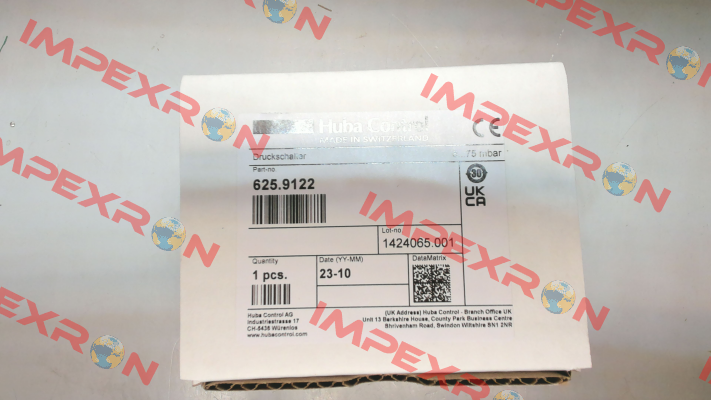 IMPEXRON
IMPEXRON
Huba Control
MADE IN SWITZERLAND
CE
Druckschalter
75 mbar
Part-no
625.9122
30
UK
CA
Lot-no
1424065.001
Quantity
1 pcs.
Date (YY-MM)
23-10
DataMatrix
Huba Control AG
Industriestrasse 17
CH-5436 Würenlos
www.hubacontrol.com
(UK Address) Huba Control - Branch Office UK
Unit 13 Berkshire House, County Park Business Centre
Shrivenham Road, Swindon Wiltshire SN1 2NR
IMPEXRON
IMPEXRON
IMPEXRON